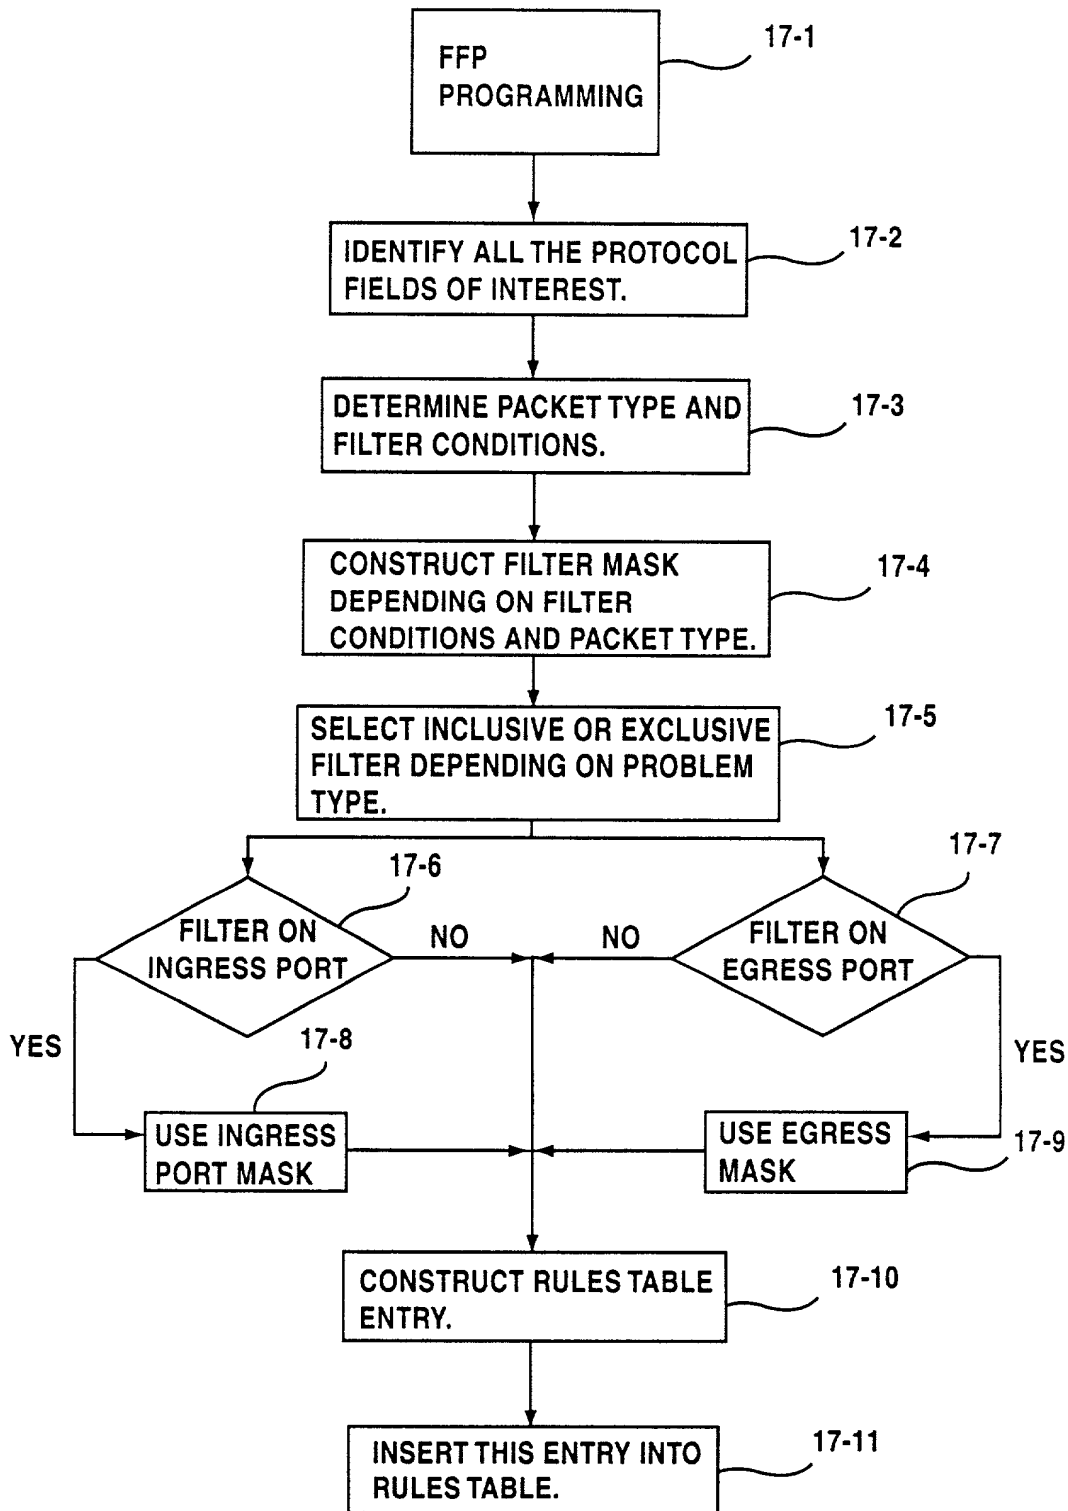 17-1
FFP
PROGRAMMING
17-2
IDENTIFY ALL THE PROTOCOL
FIELDS OF INTEREST.
17-3
DETERMINE PACKET TYPE AND
FILTER CONDITIONS.
17-4
CONSTRUCT FILTER MASK
DEPENDING ON FILTER
CONDITIONS AND PACKET TYPE.
17-5
SELECT INCLUSIVE OR EXCLUSIVE
FILTER DEPENDING ON PROBLEM
TYPE.
17-6
17-7
FILTER ON
INGRESS PORT
NO
NO
FILTER ON
EGRESS PORT
YES
17-8
YES
USE INGRESS
PORT MASK
USE EGRESS
MASK
17-9
CONSTRUCT RULES TABLE
ENTRY.
17-10
INSERT THIS ENTRY INTO
RULES TABLE.
17-11